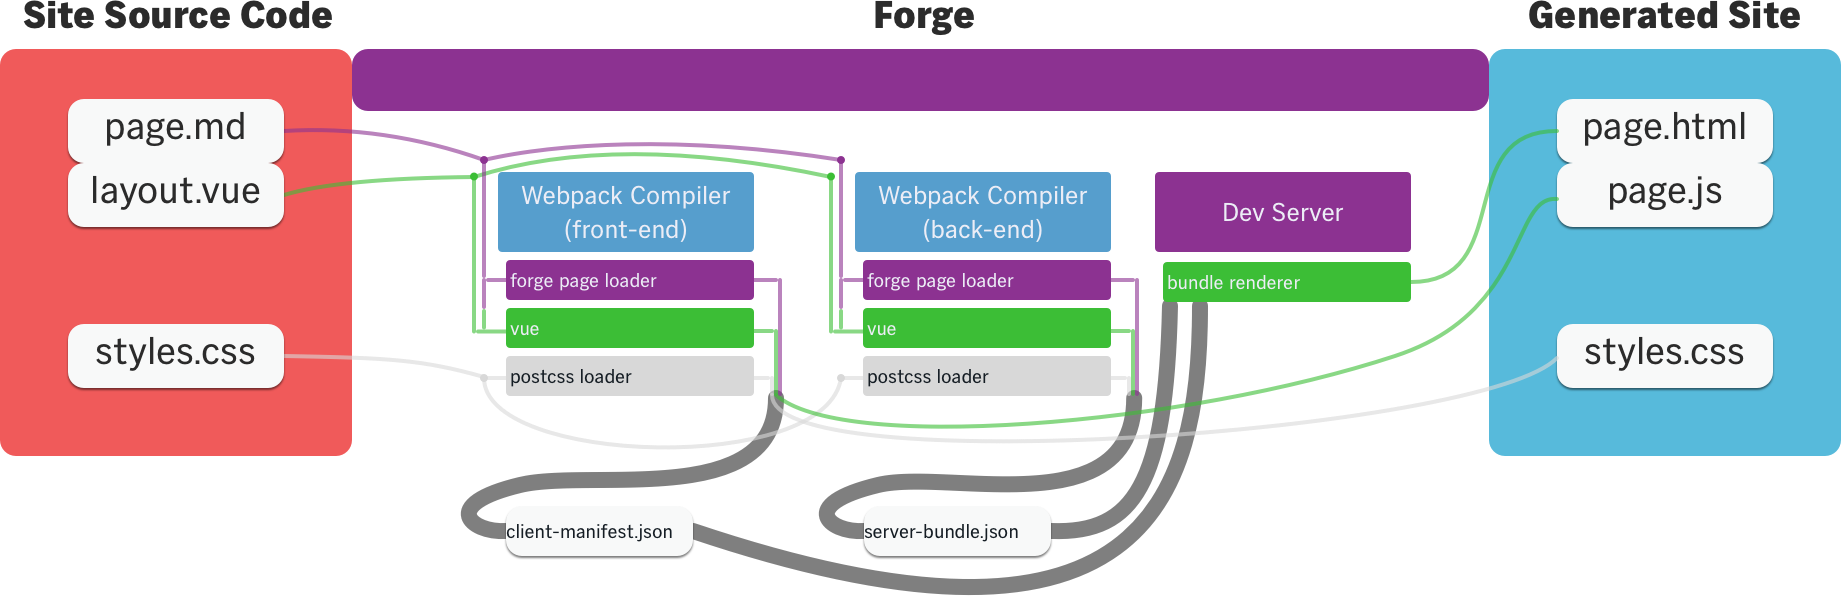 Site Source Code
Forge
Generated Site
page.md
layout.vue
styles.css
Webpack Compiler
(front-end)
forge page loader
vue
postcss loader
client-manifest.json
Webpack Compiler
(back-end)
forge page loader
vue
postcss loader
server-bundle.json
Dev Server
bundle renderer
page.html
page.js
styles.css